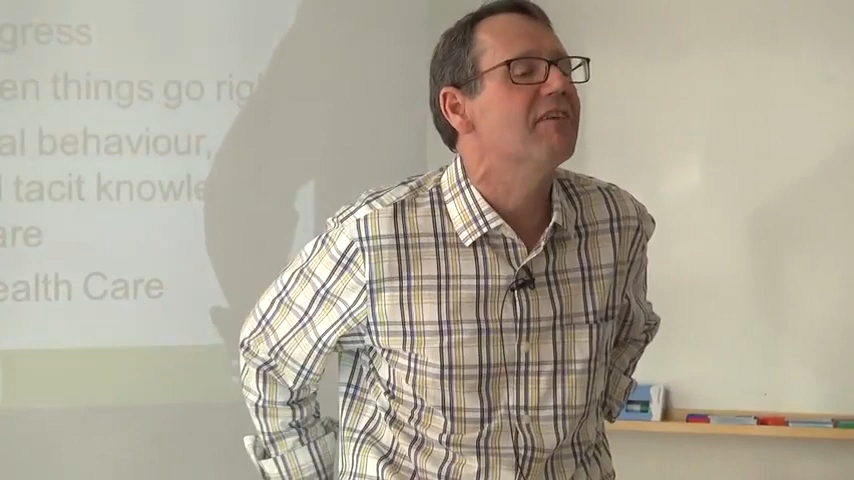 gress
en things go rig
al behaviour,
l tacit knowle
are
ealth Care